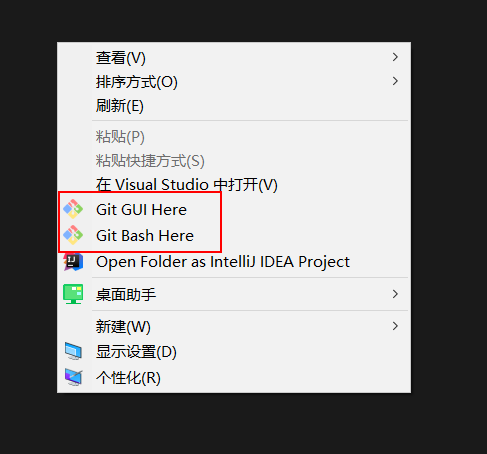 查看(V)
排序方式(O)
刷新(E)
粘贴(P)
粘贴快捷方式(S)
在 Visual Studio 中打开(V)
Git GUI Here
Git Bash Here
Open Folder as IntelliJ IDEA Project
桌面助手
新建(W)
显示设置(D)
个性化(R)